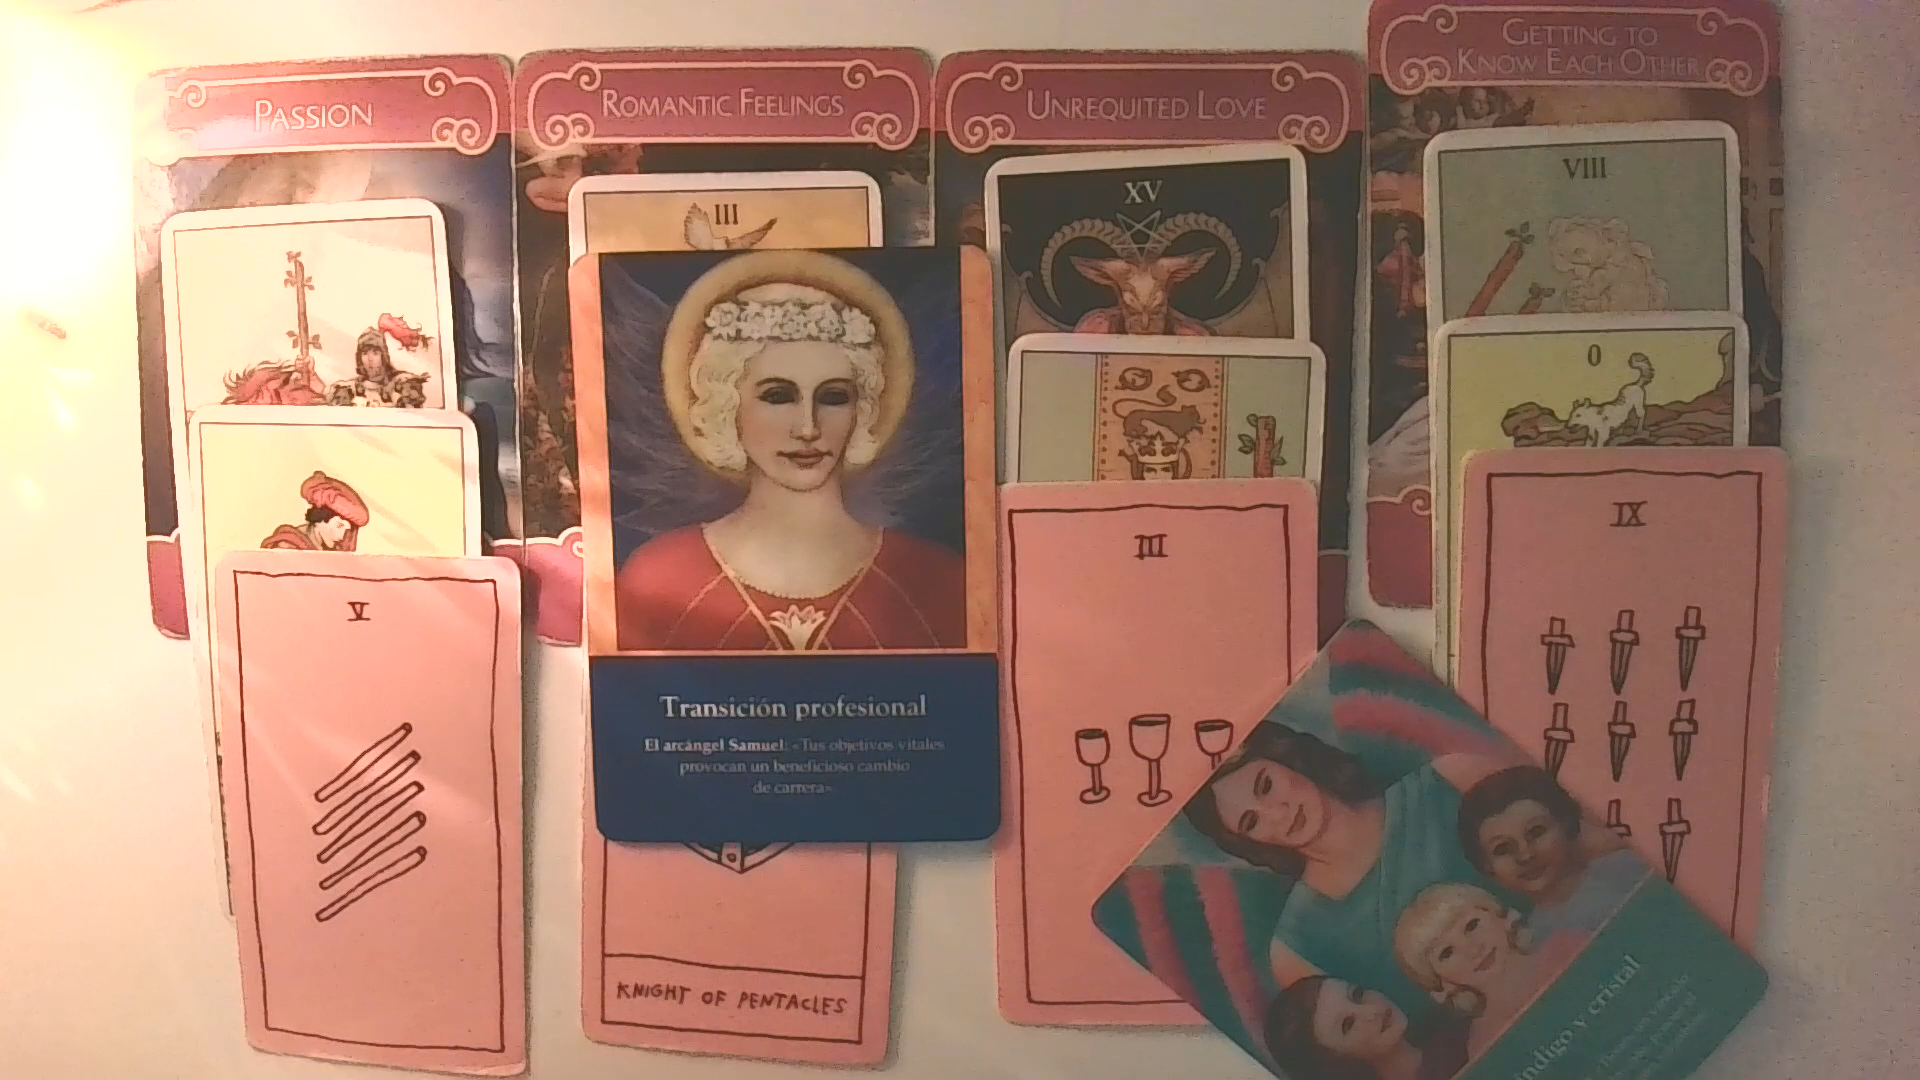 PASSION
ROMANTIC FEELINGS
UNREQUITED LOVE
GETTING TO
KNOW EACH OTHER
III
XV
VIII
0
V
III
IX
Transición profesional
El arcángel Samuel: «Tus objetivos vitales
provocan un beneficioso cambio
de carrera»
KNIGHT OF PENTACLES
índigo y cristal